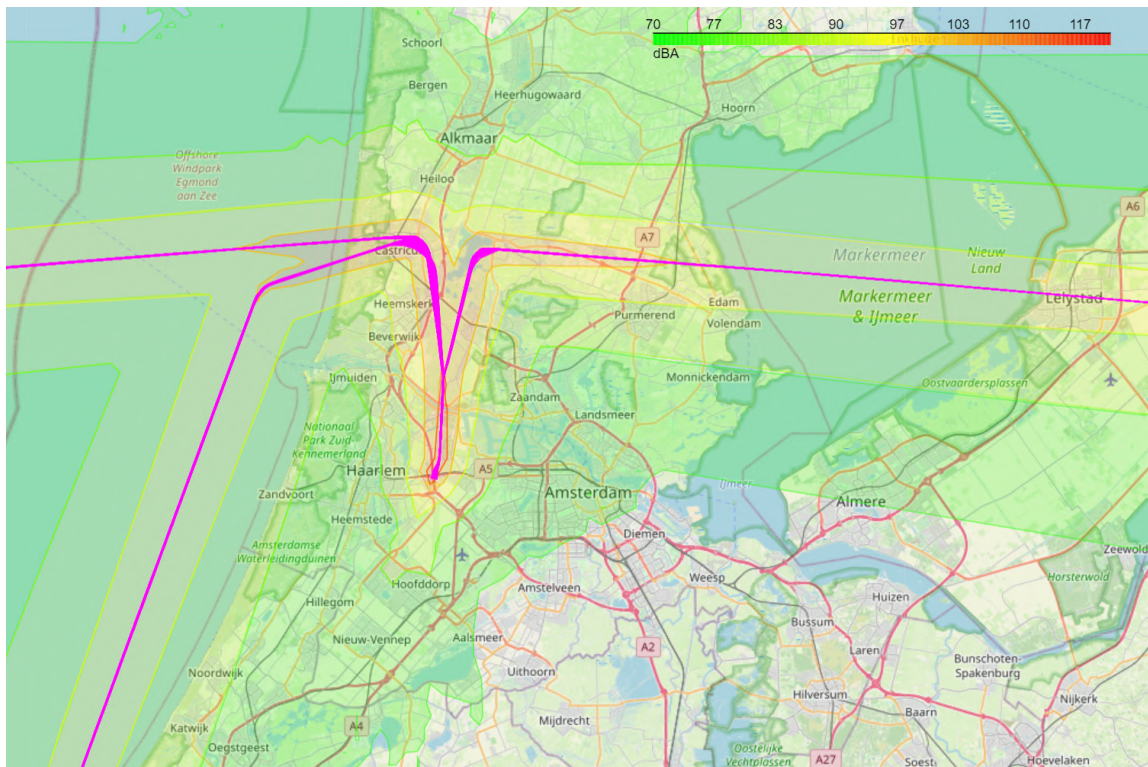 70 77 83 90 97 103 110 117
dBA
Schoorl
Bergen
Heerhugowaard
Hoorn
Alkmaar
Offshore
Windpark
Egmond
aan Zee
Heiloo
A6
A7
Markermeer
Nieuw
Land
Markermeer
& IJmeer
Lelystad
Heemskerk
Edam
Volendam
Purmerend
Beverwijk
IJmuiden
Monnickendam
Oostvaardersplassen
Zaandam
Landsmeer
Nationaal
Park Zuid-
Kennemerland
Haarlem
A5
Zandvoort
Amsterdam
IJmeer
Almere
Heemstede
Diemen
Amsterdamse
Waterleidingduinen
Weesp
Zeewold
Hoofddorp
Amstelveen
Huizen
Horsterwold
Hillegom
Bussum
Nieuw-Vennep
Aalsmeer
A2
Laren
Uithoorn
Bunschoten-
Spakenburg
Noordwijk
Hilversum
Nijkerk
Katwijk
A4
Mijdrecht
Baarn
Oegstgeest
Oostelijke
Vechtplassen
A27
Soest
Hoevelaken